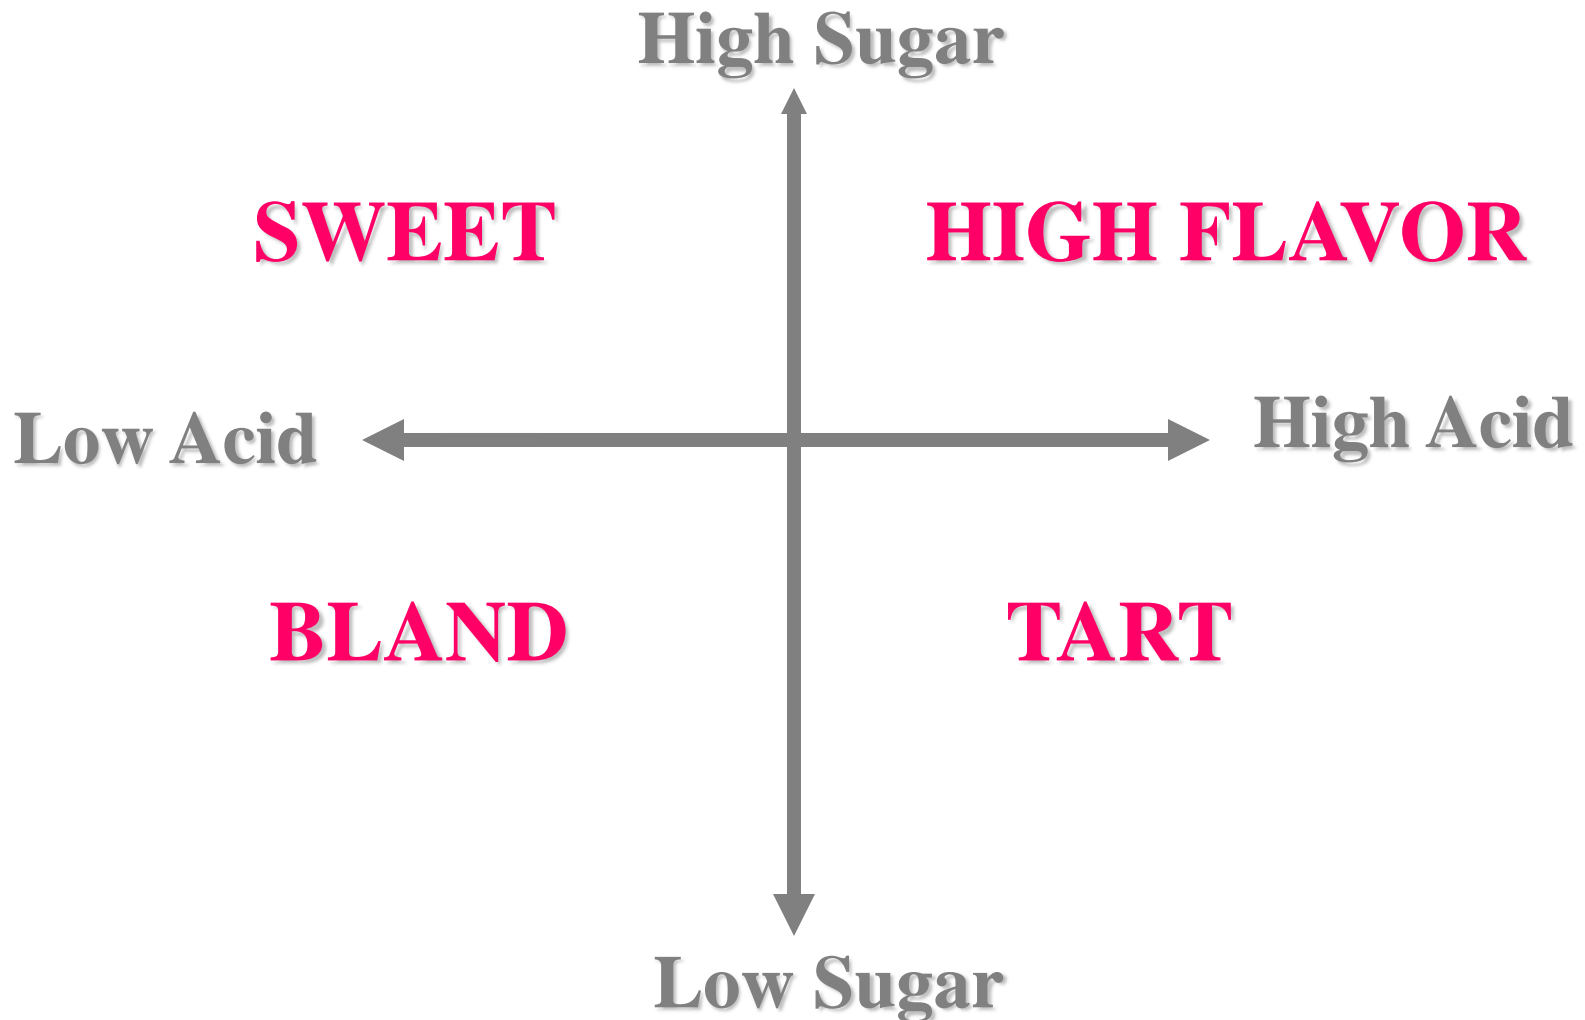 High Sugar
SWEET
HIGH FLAVOR
Low Acid
High Acid
BLAND
TART
Low Sugar